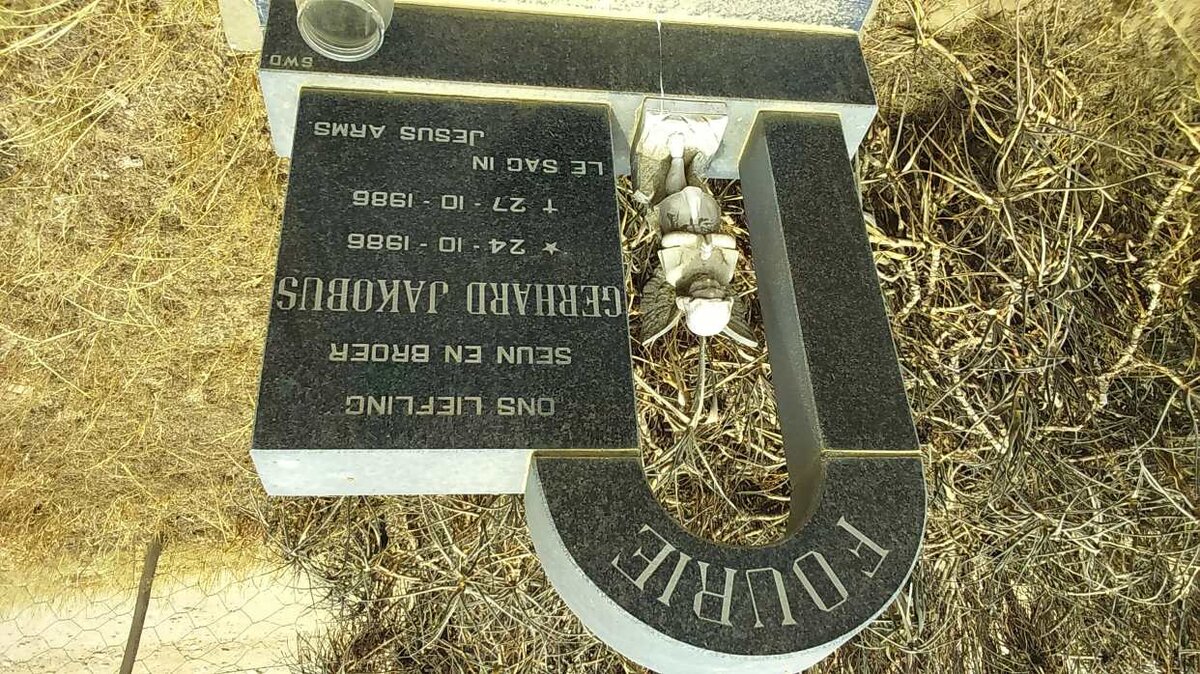 FOURIE
ONS LIEFLING
SEUN EN BROER
GERHARD JAKOBUS
★ 24 - 10 - 1986
† 27 - 10 - 1986
LE SAG IN
JESUS ARMS.
SWD